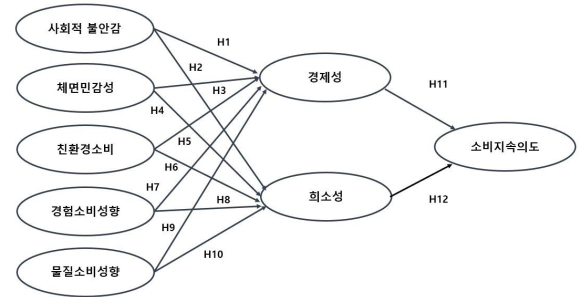 사회적 불안감
체면민감성
친환경소비
경험소비성향
물질소비성향
H1
H2
H3
H4
H5
H6
H7
H8
H9
H10
경제성
희소성
H11
H12
소비지속의도